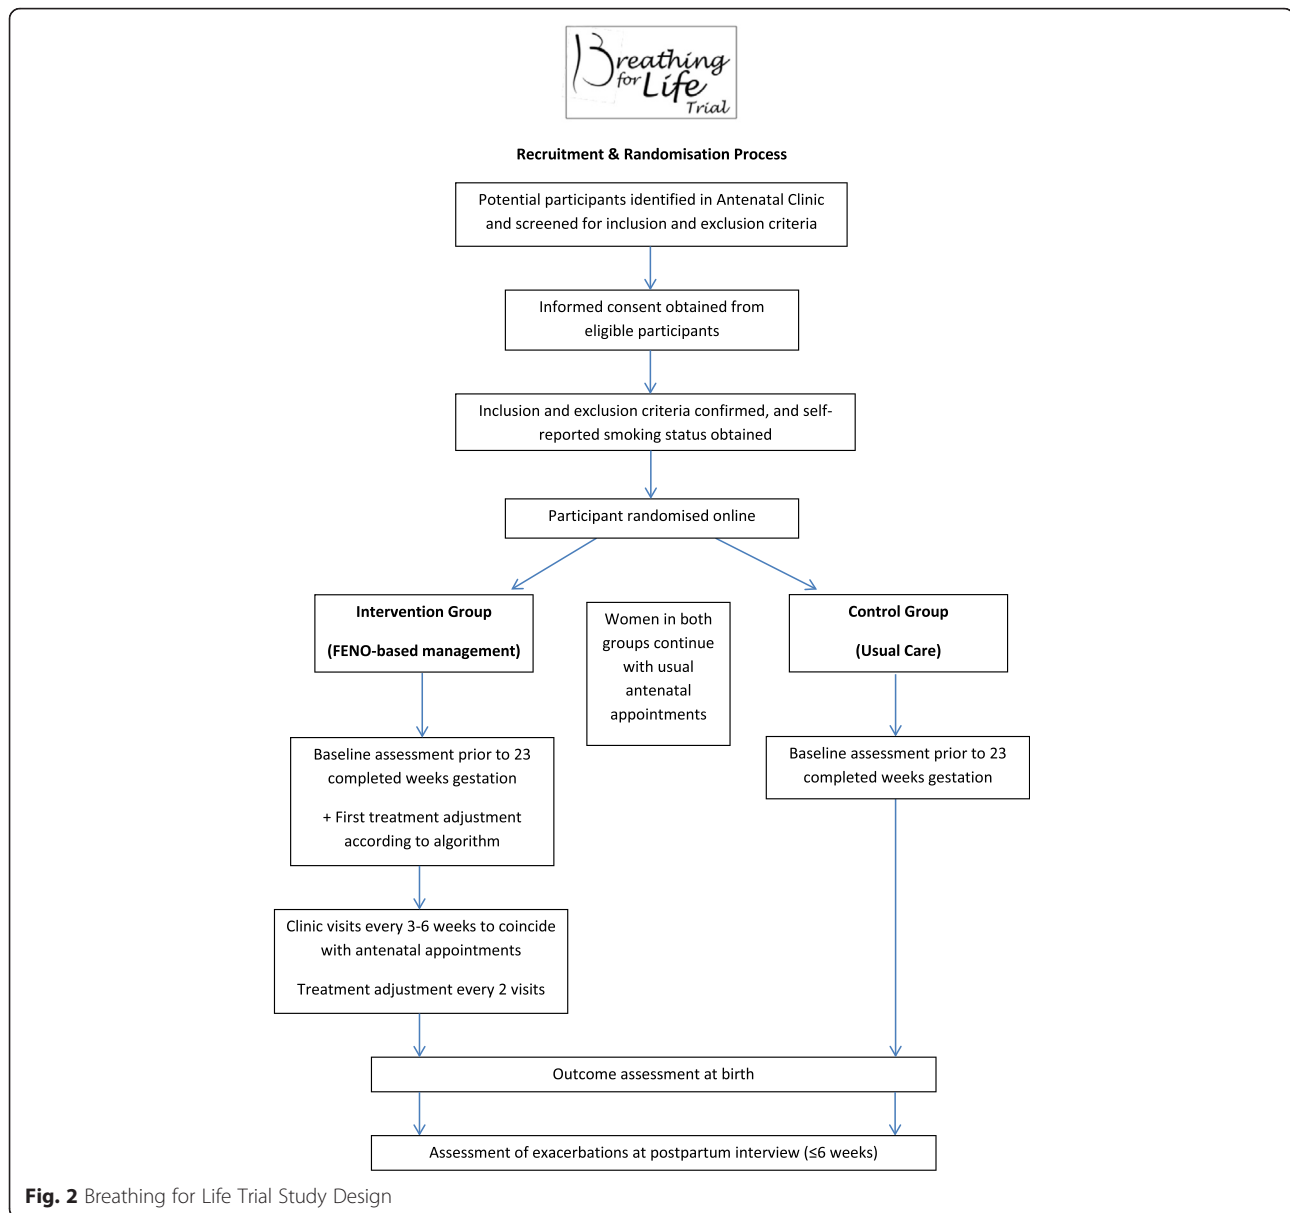 Breathing
for Life
Trial
Recruitment & Randomisation Process
Potential participants identified in Antenatal Clinic
and screened for inclusion and exclusion criteria
Informed consent obtained from
eligible participants
Inclusion and exclusion criteria confirmed, and self-
reported smoking status obtained
Participant randomised online
Intervention Group
(FENO-based management)
Women in both
groups continue
with usual
antenatal
appointments
Control Group
(Usual Care)
Baseline assessment prior to 23
completed weeks gestation
+ First treatment adjustment
according to algorithm
Baseline assessment prior to 23
completed weeks gestation
Clinic visits every 3-6 weeks to coincide
with antenatal appointments
Treatment adjustment every 2 visits
Outcome assessment at birth
Assessment of exacerbations at postpartum interview (≤6 weeks)
Fig. 2 Breathing for Life Trial Study Design